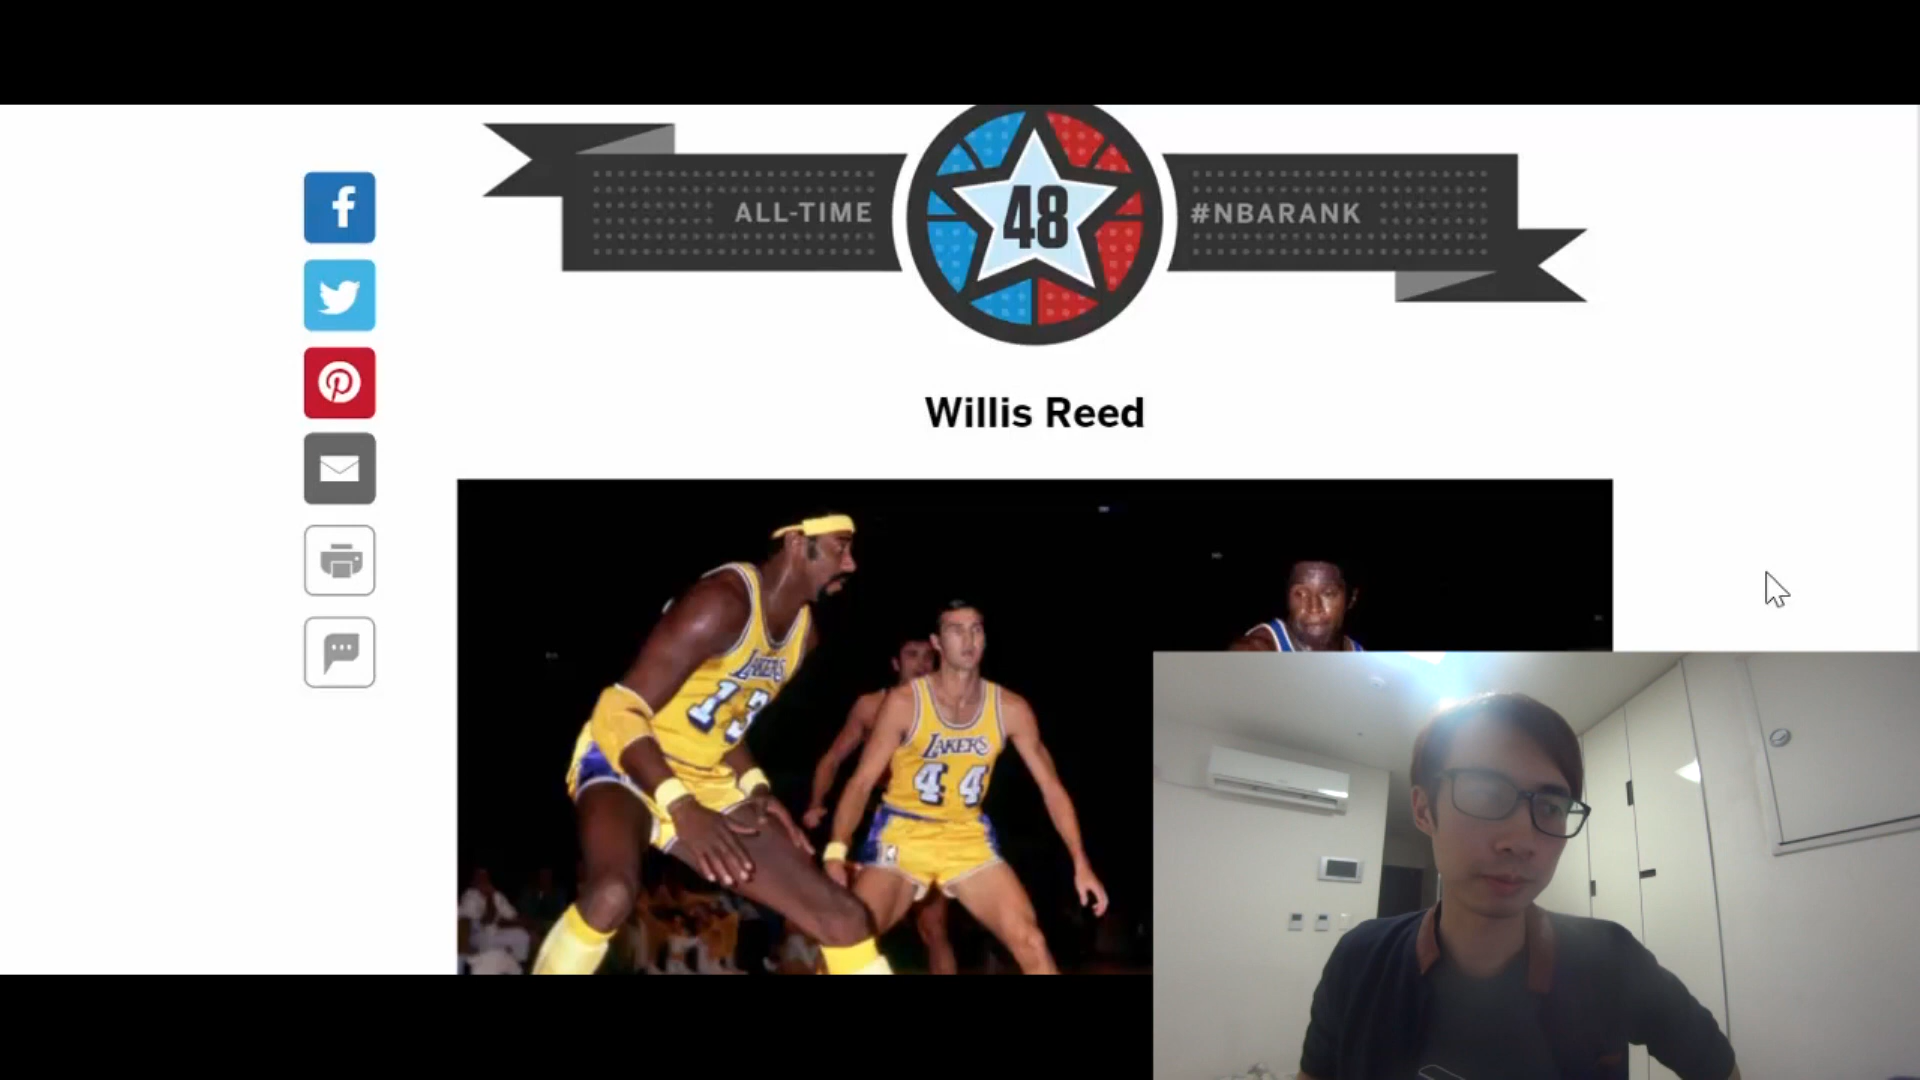 ALL-TIME 48 #NBARANK
Willis Reed
LAKERS
13
LAKERS
44